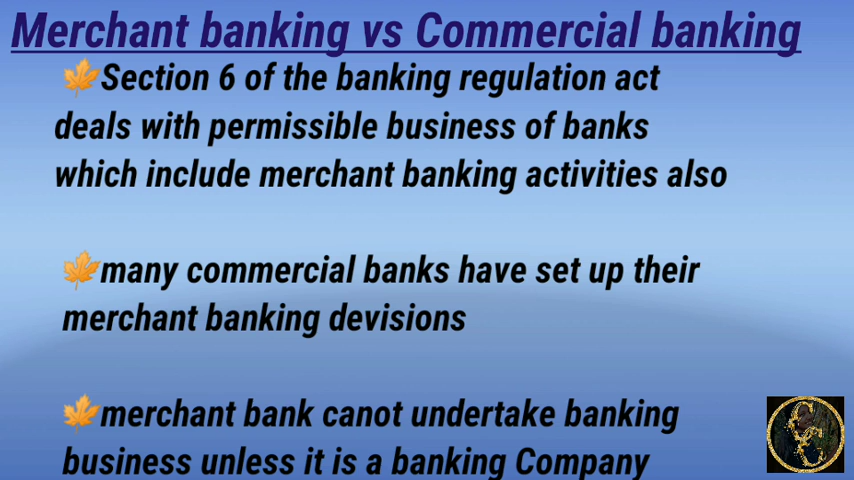 Merchant banking vs Commercial banking
🍁Section 6 of the banking regulation act
deals with permissible business of banks
which include merchant banking activities also
🍁many commercial banks have set up their
merchant banking devisions
🍁merchant bank canot undertake banking
business unless it is a banking Company